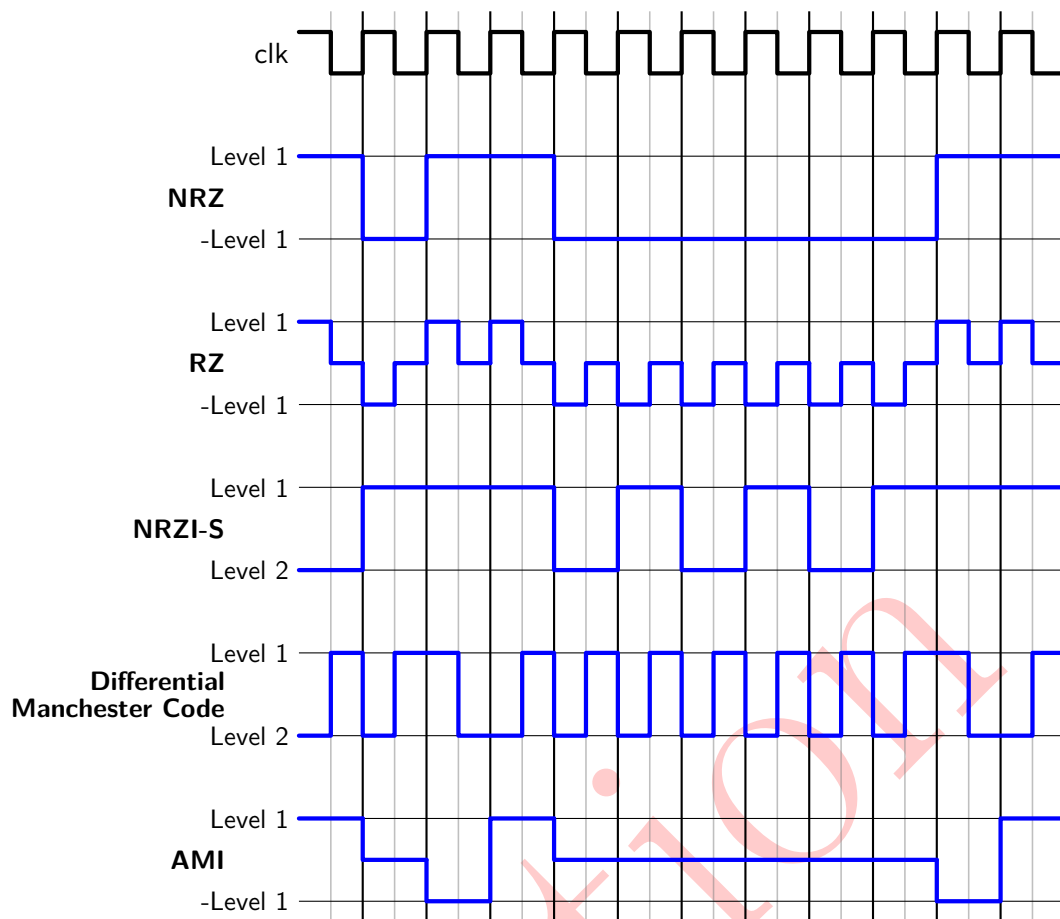 clk
Level 1
NRZ
-Level 1
Level 1
RZ
-Level 1
Level 1
NRZI-S
Level 2
Level 1
Differential
Manchester Code
Level 2
Level 1
AMI
-Level 1